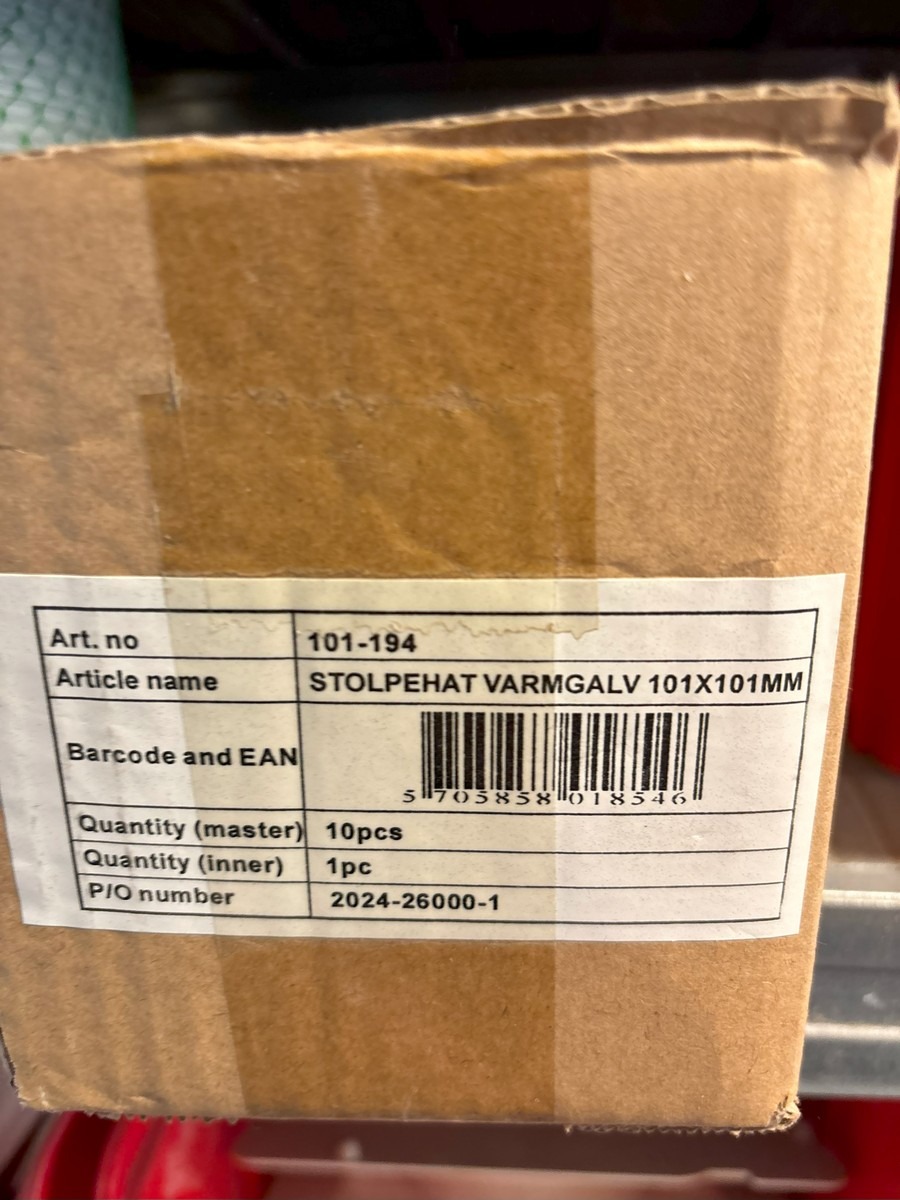 Art. no 101-194
Article name STOLPEHAT VARMGALV 101X101MM
Barcode and EAN
5 705858 018546
Quantity (master) 10pcs
Quantity (inner) 1pc
P/O number 2024-26000-1